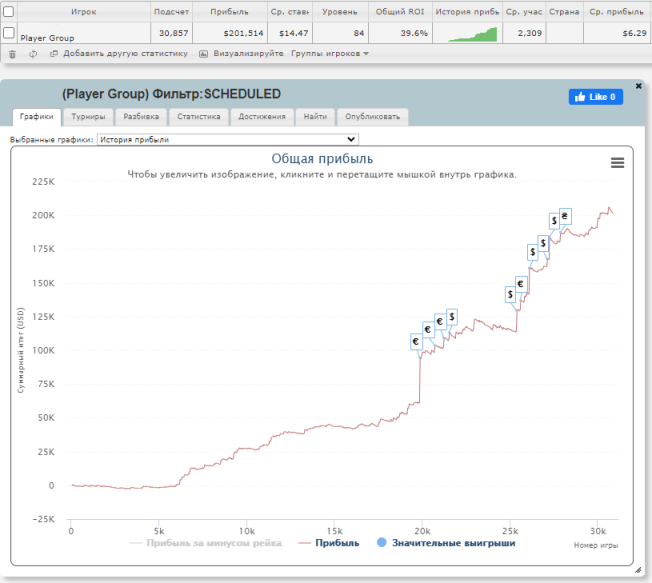 Игрок Подсчет Прибыль Ср. ставк Уровень Общий ROI История прибы Ср. учас Страна Ср. прибыль
Player Group 30,857 $201,514 $14.47 84 39.6% 2,309 $6.29
Добавить другую статистику Визуализируйте Группы игроков
(Player Group) Фильтр:SCHEDULED
Like 0
Графики Турниры Разбивка Статистика Достижения Найти Опубликовать
Выбранные графики: История прибыли
Общая прибыль
Чтобы увеличить изображение, кликните и перетащите мышкой внутрь графика.
225K
200K
175K
150K
125K
100K
75K
50K
25K
0
−25K
Суммарный итог (USD)
$ €
$ $
$ €
€ € € $
0 5k 10k 15k 20k 25k 30k
Номер игры
Прибыль за минусом рейка Прибыль Значительные выигрыши